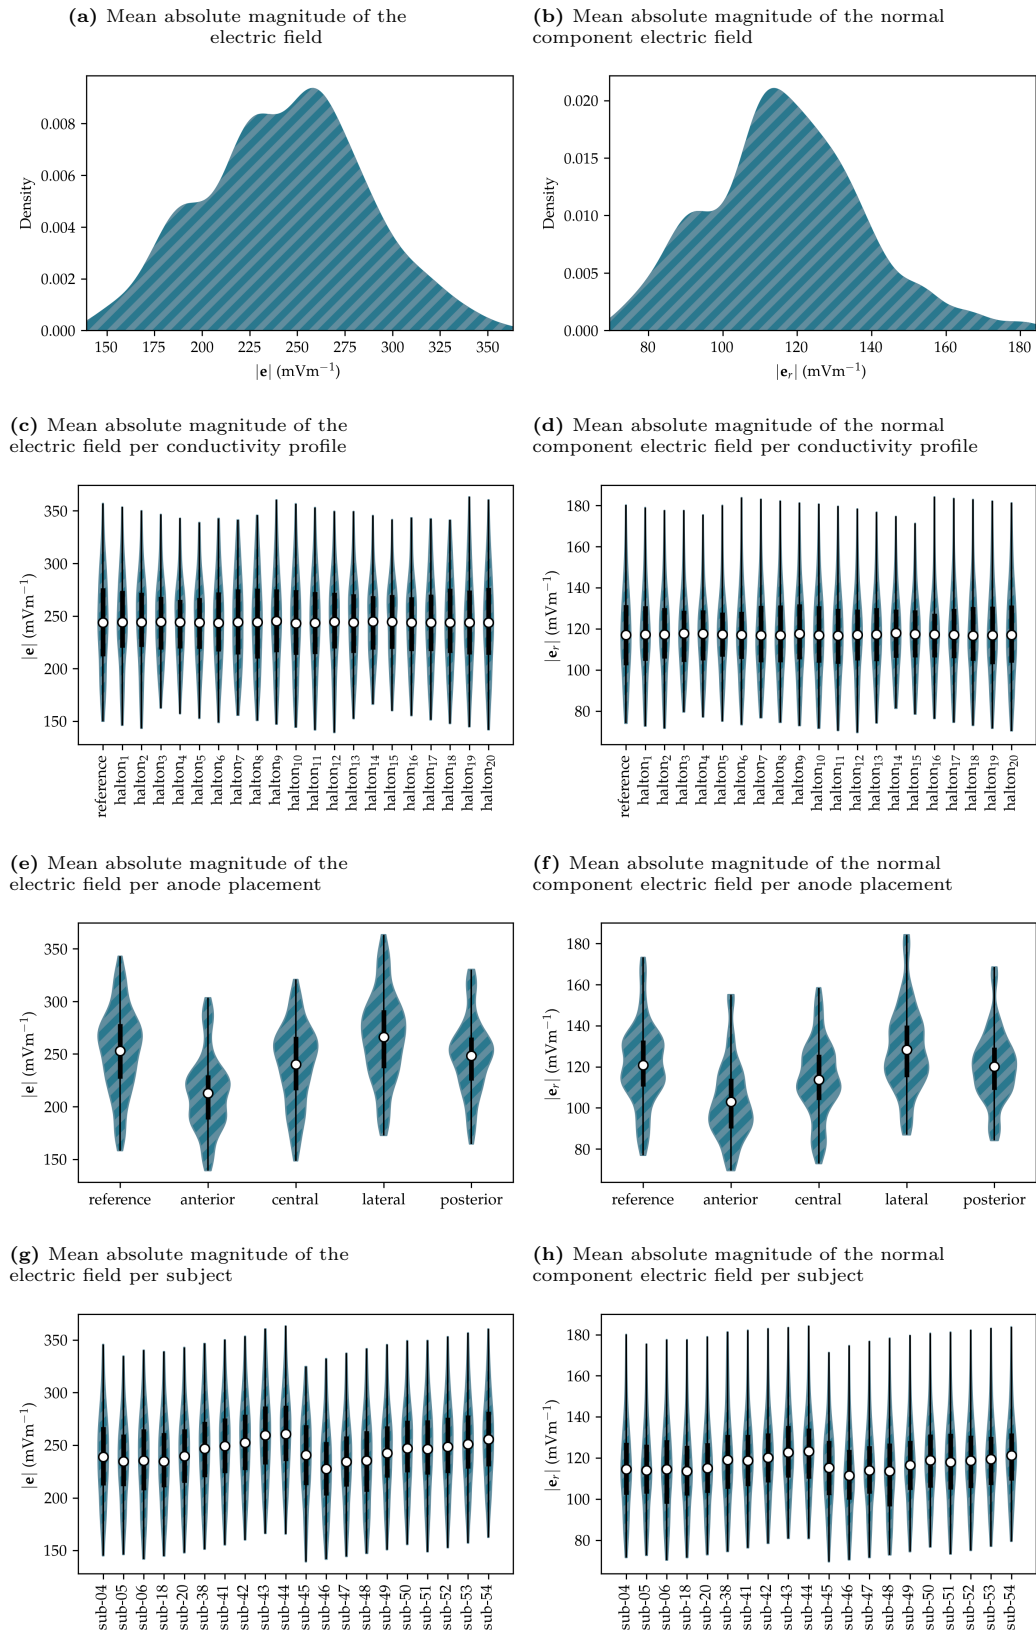 (a) Mean absolute magnitude of the
electric field
(b) Mean absolute magnitude of the normal
component electric field
0.008
0.006
0.004
0.002
0.000
Density
150 175 200 225 250 275 300 325 350
|e| (mVm⁻¹)
0.020
0.015
0.010
0.005
0.000
Density
80 100 120 140 160 180
|eᵣ| (mVm⁻¹)
(c) Mean absolute magnitude of the
electric field per conductivity profile
(d) Mean absolute magnitude of the normal
component electric field per conductivity profile
350
300
250
200
150
|e| (mVm⁻¹)
reference
halton₁
halton₂
halton₃
halton₄
halton₅
halton₆
halton₇
halton₈
halton₉
halton₁₀
halton₁₁
halton₁₂
halton₁₃
halton₁₄
halton₁₅
halton₁₆
halton₁₇
halton₁₈
halton₁₉
halton₂₀
180
160
140
120
100
80
|eᵣ| (mVm⁻¹)
reference
halton₁
halton₂
halton₃
halton₄
halton₅
halton₆
halton₇
halton₈
halton₉
halton₁₀
halton₁₁
halton₁₂
halton₁₃
halton₁₄
halton₁₅
halton₁₆
halton₁₇
halton₁₈
halton₁₉
halton₂₀
(e) Mean absolute magnitude of the
electric field per anode placement
(f) Mean absolute magnitude of the normal
component electric field per anode placement
350
300
250
200
150
|e| (mVm⁻¹)
reference anterior central lateral posterior
180
160
140
120
100
80
|eᵣ| (mVm⁻¹)
reference anterior central lateral posterior
(g) Mean absolute magnitude of the
electric field per subject
(h) Mean absolute magnitude of the normal
component electric field per subject
350
300
250
200
150
|e| (mVm⁻¹)
sub-04
sub-05
sub-06
sub-18
sub-20
sub-38
sub-41
sub-42
sub-43
sub-44
sub-45
sub-46
sub-47
sub-48
sub-49
sub-50
sub-51
sub-52
sub-53
sub-54
180
160
140
120
100
80
|eᵣ| (mVm⁻¹)
sub-04
sub-05
sub-06
sub-18
sub-20
sub-38
sub-41
sub-42
sub-43
sub-44
sub-45
sub-46
sub-47
sub-48
sub-49
sub-50
sub-51
sub-52
sub-53
sub-54